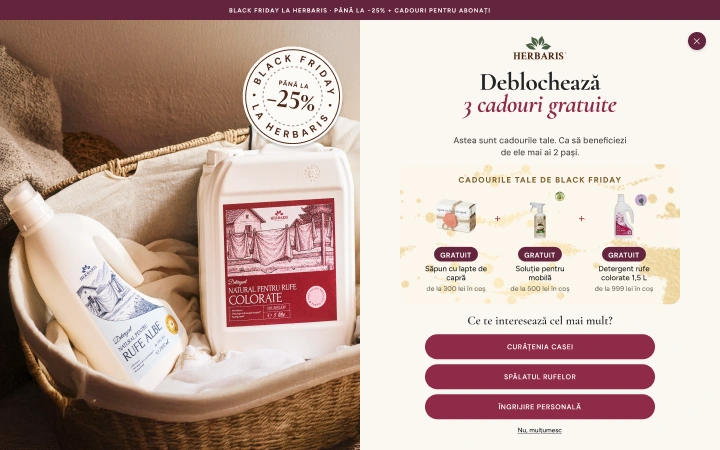 BLACK FRIDAY LA HERBARIS · PÂNĂ LA -25% + CADOURI PENTRU ABONAȚI
BLACK FRIDAY
PÂNĂ LA
-25%
LA HERBARIS
HERBARIS
Detergent
NATURAL PENTRU RUFE
COLORATE
HERBARIS
Detergent
NATURAL PENTRU
RUFE ALBE
HERBARIS
Deblochează
3 cadouri gratuite
Astea sunt cadourile tale. Ca să beneficiezi
de ele mai ai 2 pași.
CADOURILE TALE DE BLACK FRIDAY
+ +
GRATUIT
Săpun cu lapte de
capră
de la 300 lei în coș
GRATUIT
Soluție pentru
mobilă
de la 500 lei în coș
GRATUIT
Detergent rufe
colorate 1,5 L
de la 999 lei în coș
Ce te interesează cel mai mult?
CURĂȚENIA CASEI
SPĂLATUL RUFELOR
ÎNGRIJIRE PERSONALĂ
Nu, mulțumesc